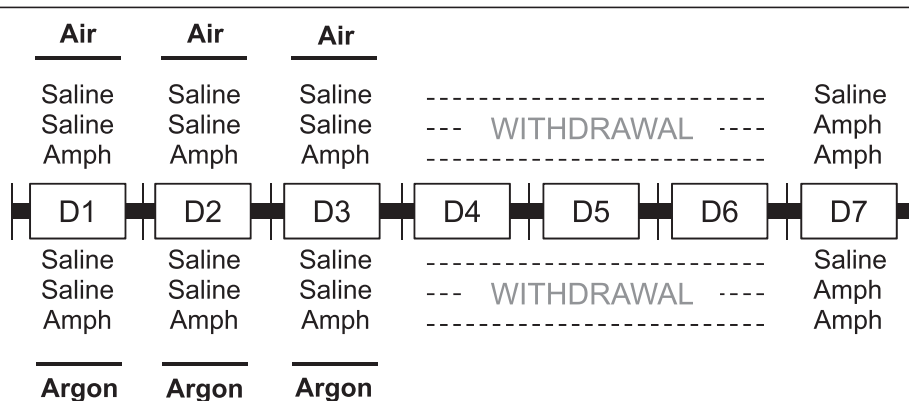 Air Air Air
Saline Saline Saline Saline
Saline Saline Saline WITHDRAWAL Amph
Amph Amph Amph Amph
D1 D2 D3 D4 D5 D6 D7
Saline Saline Saline Saline
Saline Saline Saline WITHDRAWAL Amph
Amph Amph Amph Amph
Argon Argon Argon